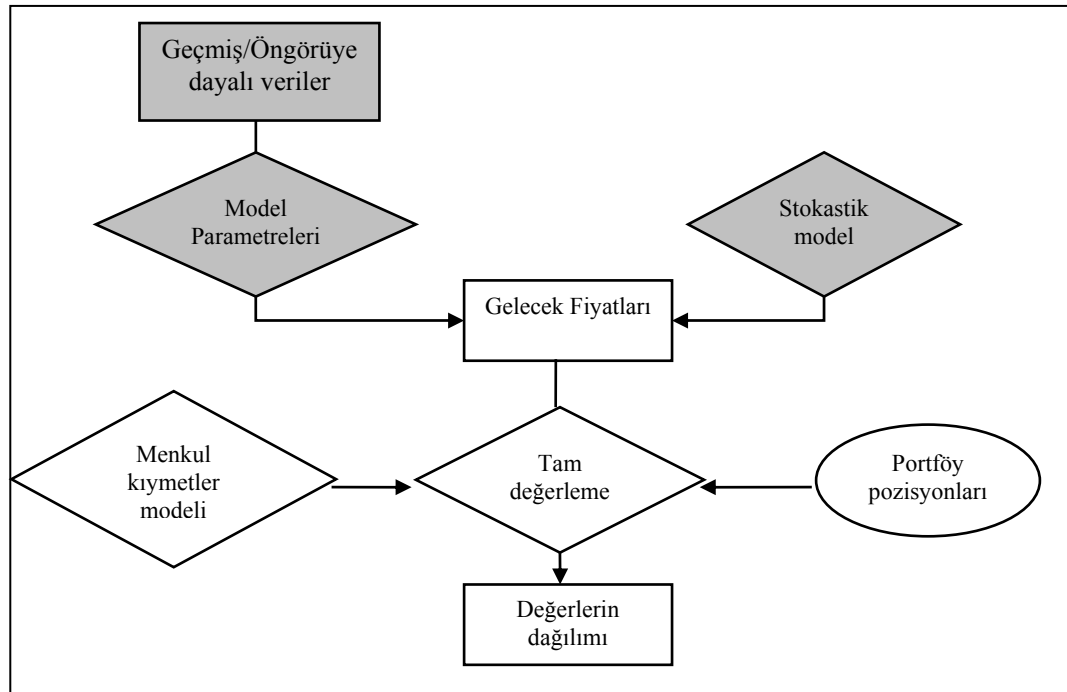 Geçmiş/Öngörüye
dayalı veriler
Model
Parametreleri
Stokastik
model
Gelecek Fiyatları
Menkul
kıymetler
modeli
Tam
değerleme
Portföy
pozisyonları
Değerlerin
dağılımı